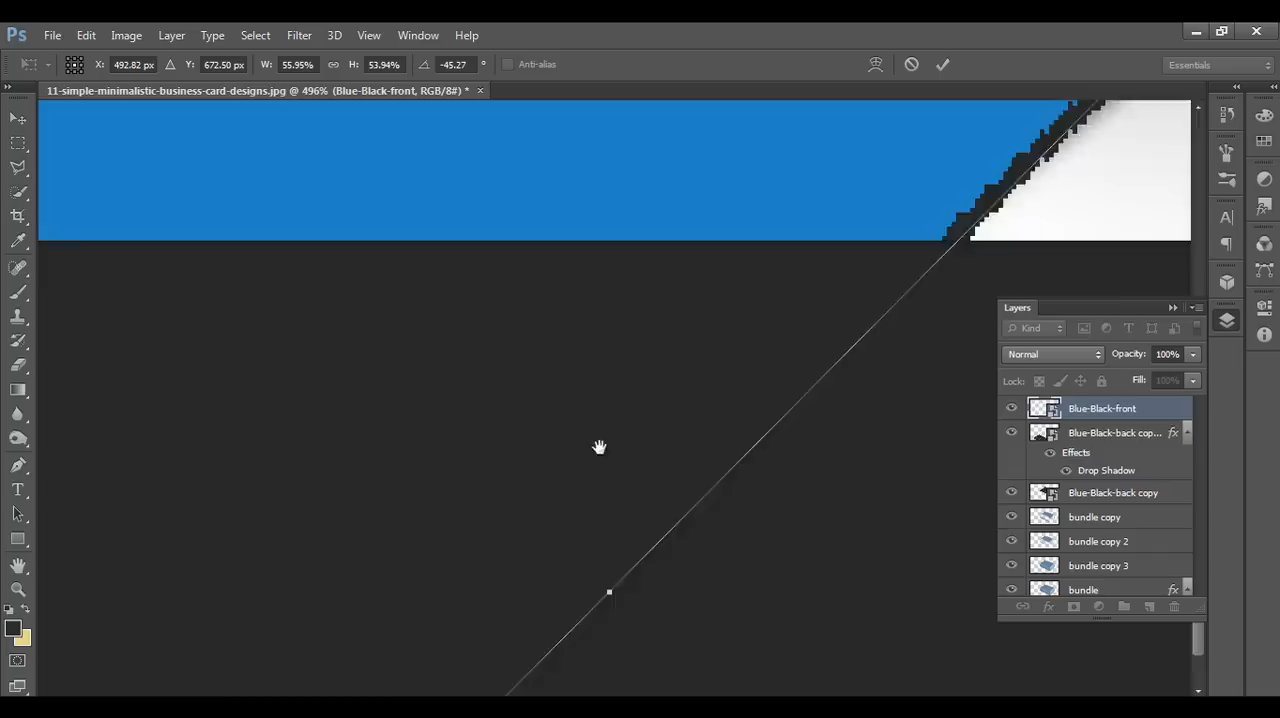 Ps File Edit Image Layer Type Select Filter 3D View Window Help
X: 492.82 px Y: 672.50 px W: 55.95% H: 53.94% -45.27 ° Anti-alias Essentials
11-simple-minimalistic-business-card-designs.jpg @ 496% (Blue-Black-front, RGB/8#) * ×
Layers
Kind
Normal Opacity: 100%
Lock: Fill: 100%
Blue-Black-front
Blue-Black-back cop... fx
Effects
Drop Shadow
Blue-Black-back copy
bundle copy
bundle copy 2
bundle copy 3
bundle fx